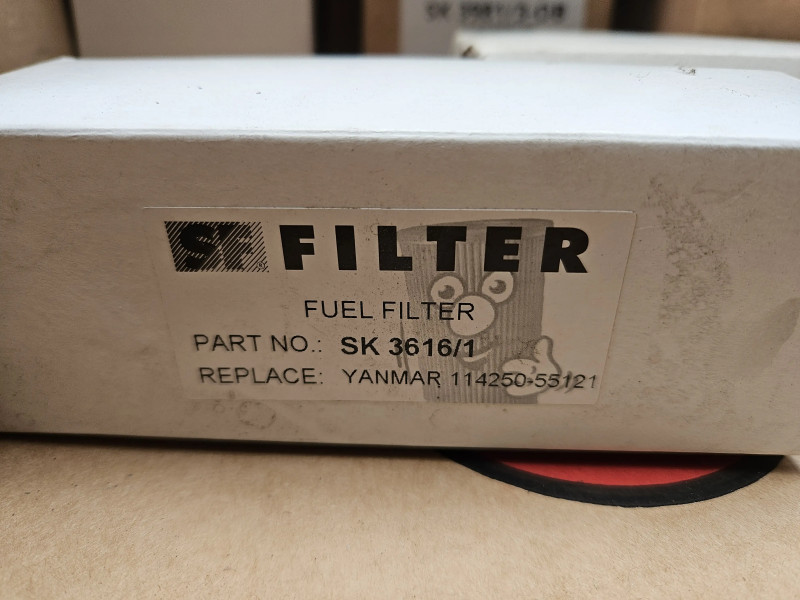 SF FILTER
FUEL FILTER
PART NO.: SK 3616/1
REPLACE: YANMAR 114250-55121